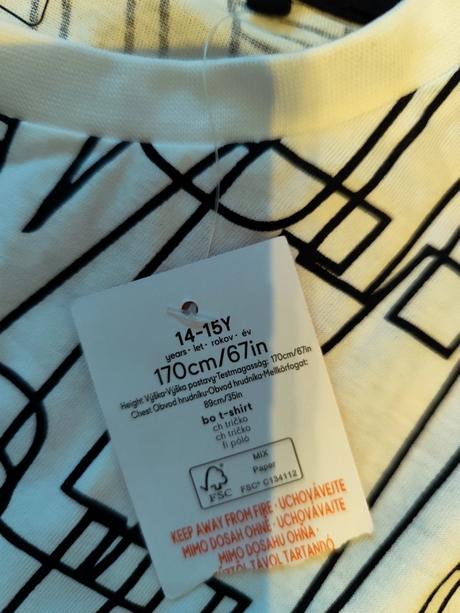 14-15Y
years · let · rokov · év
170cm/67in
Height: Výška·Výška postavy·Testmagasság: 170cm/67in
Chest: Obvod hrudníku·Obvod hrudníka·Mellkörfogat:
89cm/35in
bo t-shirt
ch tričko
ch tričko
fi póló
FSC
MIX
Paper
FSC® C134112
KEEP AWAY FROM FIRE · UCHOVÁVEJTE
MIMO DOSAH OHNĚ · UCHOVÁVAJTE
MIMO DOSAHU OHŇA ·
TÁVOL TARTANDÓ